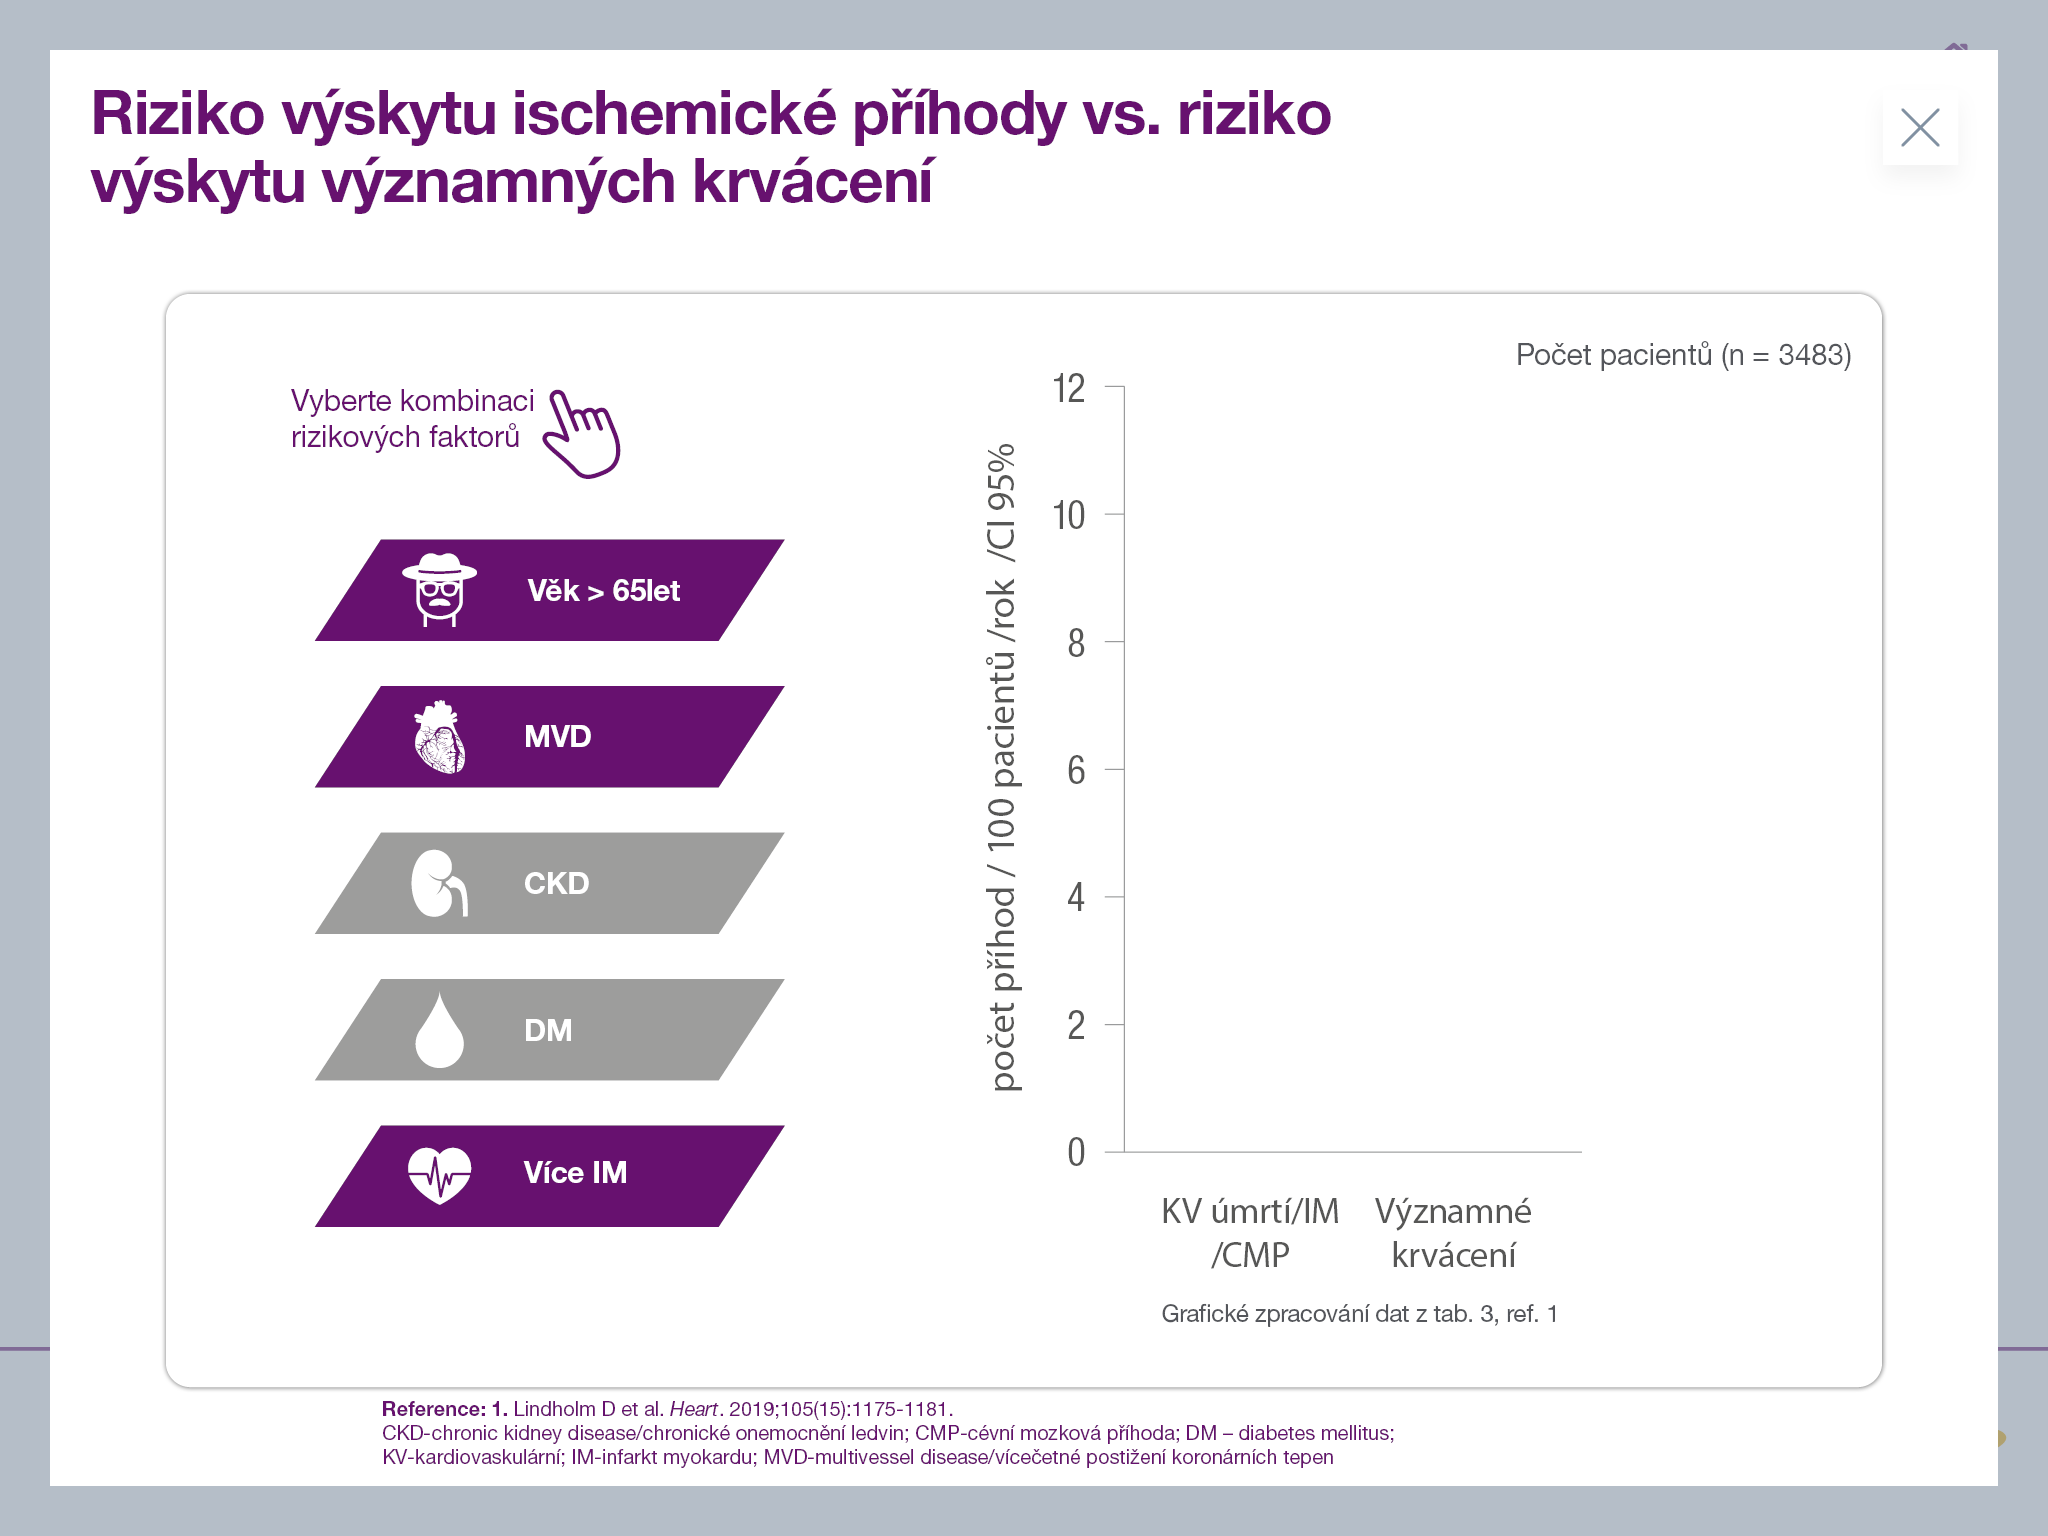 Riziko výskytu ischemické příhody vs. riziko
výskytu významných krvácení
Počet pacientů (n = 3483)
Vyberte kombinaci
rizikových faktorů
Věk > 65let
MVD
CKD
DM
Více IM
počet příhod / 100 pacientů /rok /CI 95%
12
10
8
6
4
2
0
KV úmrtí/IM
/CMP
Významné
krvácení
Grafické zpracování dat z tab. 3, ref. 1
Reference: 1. Lindholm D et al. Heart. 2019;105(15):1175-1181.
CKD-chronic kidney disease/chronické onemocnění ledvin; CMP-cévní mozková příhoda; DM – diabetes mellitus;
KV-kardiovaskulární; IM-infarkt myokardu; MVD-multivessel disease/vícečetné postižení koronárních tepen